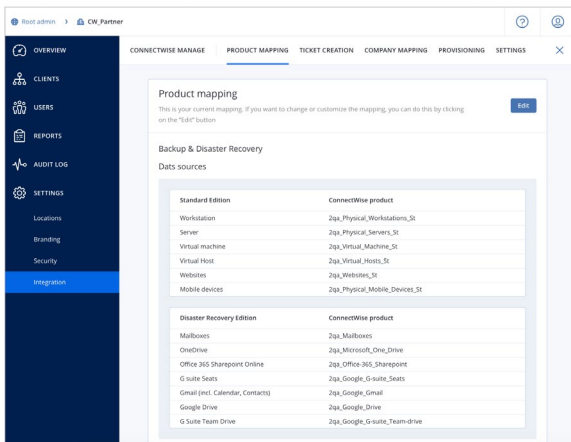 Root admin > CW_Partner
OVERVIEW
CLIENTS
USERS
REPORTS
AUDIT LOG
SETTINGS
Locations
Branding
Security
Integration
CONNECTWISE MANAGE PRODUCT MAPPING TICKET CREATION COMPANY MAPPING PROVISIONING SETTINGS
Product mapping
This is your current mapping. If you want to change or customize the mapping, you can do this by clicking
on the "Edit" button
Edit
Backup & Disaster Recovery
Dats sources
Standard Edition ConnectWise product
Workstation 2qa_Physical_Workstations_St
Server 2qa_Physical_Servers_St
Virtual machine 2qa_Virtual_Machine_St
Virtual Host 2qa_Virtual_Hosts_St
Websites 2qa_Websites_St
Mobile devices 2qa_Physical_Mobile_Devices_St
Disaster Recovery Edition ConnectWise product
Mailboxes 2qa_Mailboxes
OneDrive 2qa_Microsoft_One_Drive
Office 365 Sharepoint Online 2qa_Office-365_Sharepoint
G suite Seats 2qa_Google_G-suite_Seats
Gmail (incl. Calendar, Contacts) 2qa_Google_Gmail
Google Drive 2qa_Google_Drive
G Suite Team Drive 2qa_Google_G-suite_Team-drive